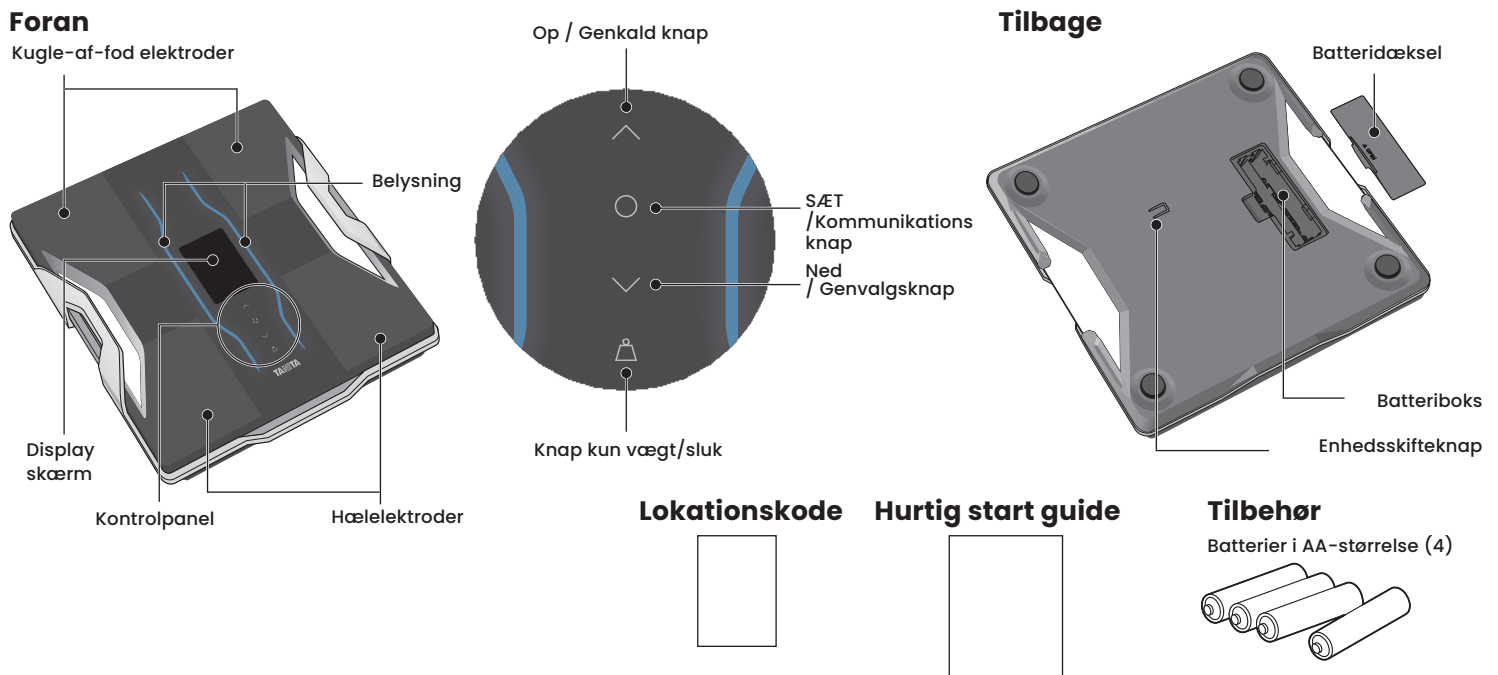 Foran
Kugle-af-fod elektroder
Belysning
Display
skærm
Kontrolpanel
Hælelektroder
TANITA
Op / Genkald knap
SÆT
/Kommunikations
knap
Ned
/ Genvalgsknap
Knap kun vægt/sluk
Tilbage
Batteridæksel
Batteriboks
Enhedsskifteknap
Lokationskode
Hurtig start guide
Tilbehør
Batterier i AA-størrelse (4)